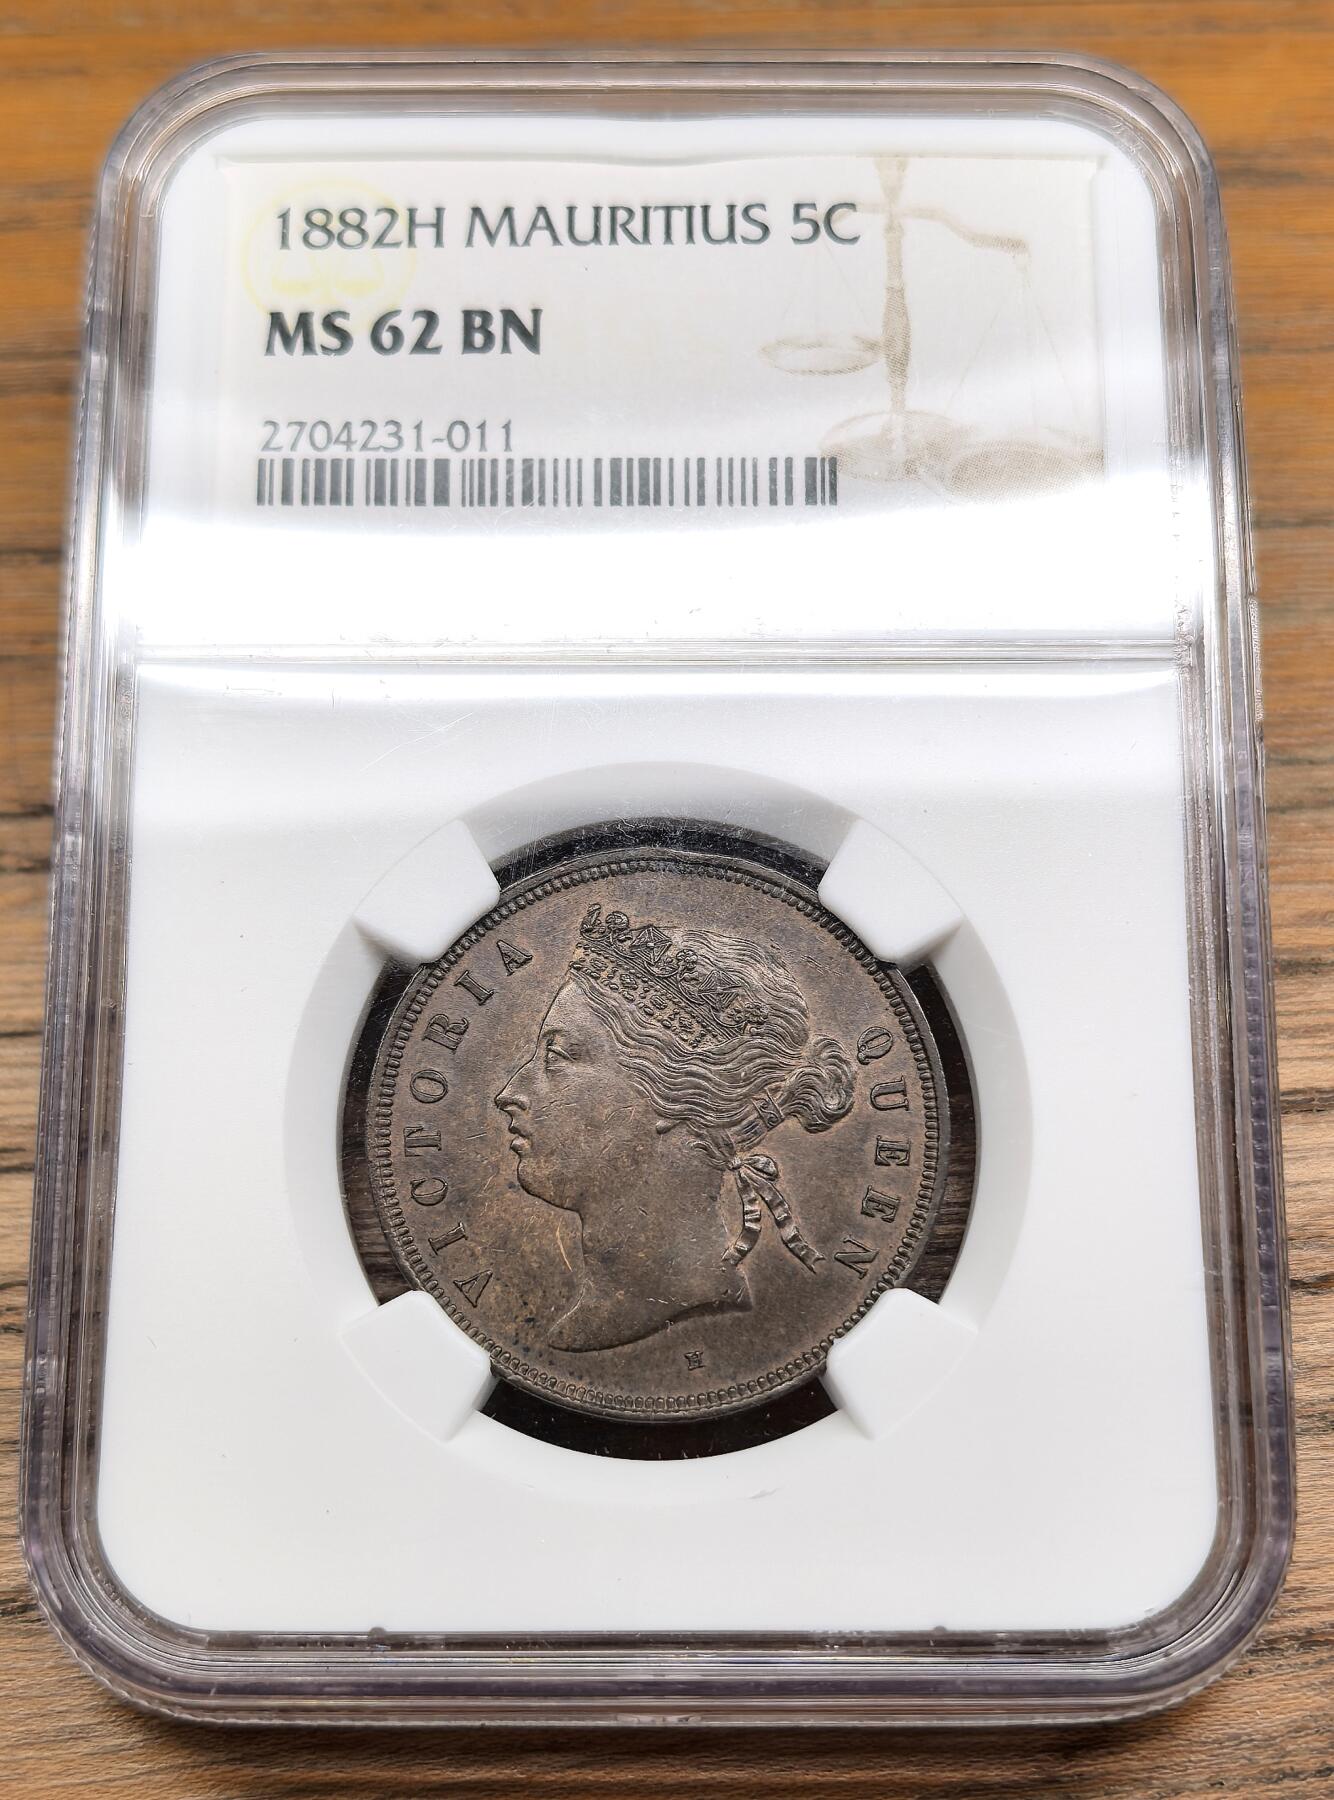 1882H MAURITIUS 5C
MS 62 BN
2704231-011
VICTORIA QUEEN
H